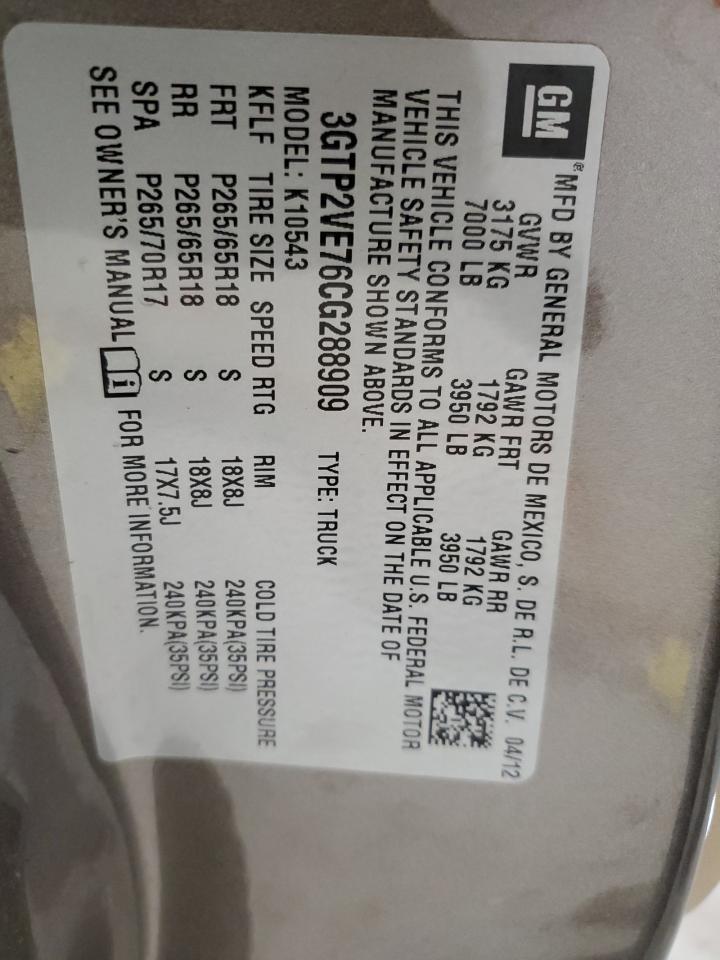 GM® MFD BY GENERAL MOTORS DE MEXICO, S. DE R.L. DE C.V. 04/12
GVWR GAWR FRT GAWR RR
3175 KG 1792 KG 1792 KG
7000 LB 3950 LB 3950 LB
THIS VEHICLE CONFORMS TO ALL APPLICABLE U.S. FEDERAL MOTOR
VEHICLE SAFETY STANDARDS IN EFFECT ON THE DATE OF
MANUFACTURE SHOWN ABOVE.
3GTP2VE76CG288909 TYPE: TRUCK
MODEL: K10543
KFLF TIRE SIZE SPEED RTG RIM COLD TIRE PRESSURE
FRT P265/65R18 S 18X8J 240KPA(35PSI)
RR P265/65R18 S 18X8J 240KPA(35PSI)
SPA P265/70R17 S 17X7.5J 240KPA(35PSI)
SEE OWNER'S MANUAL i FOR MORE INFORMATION.